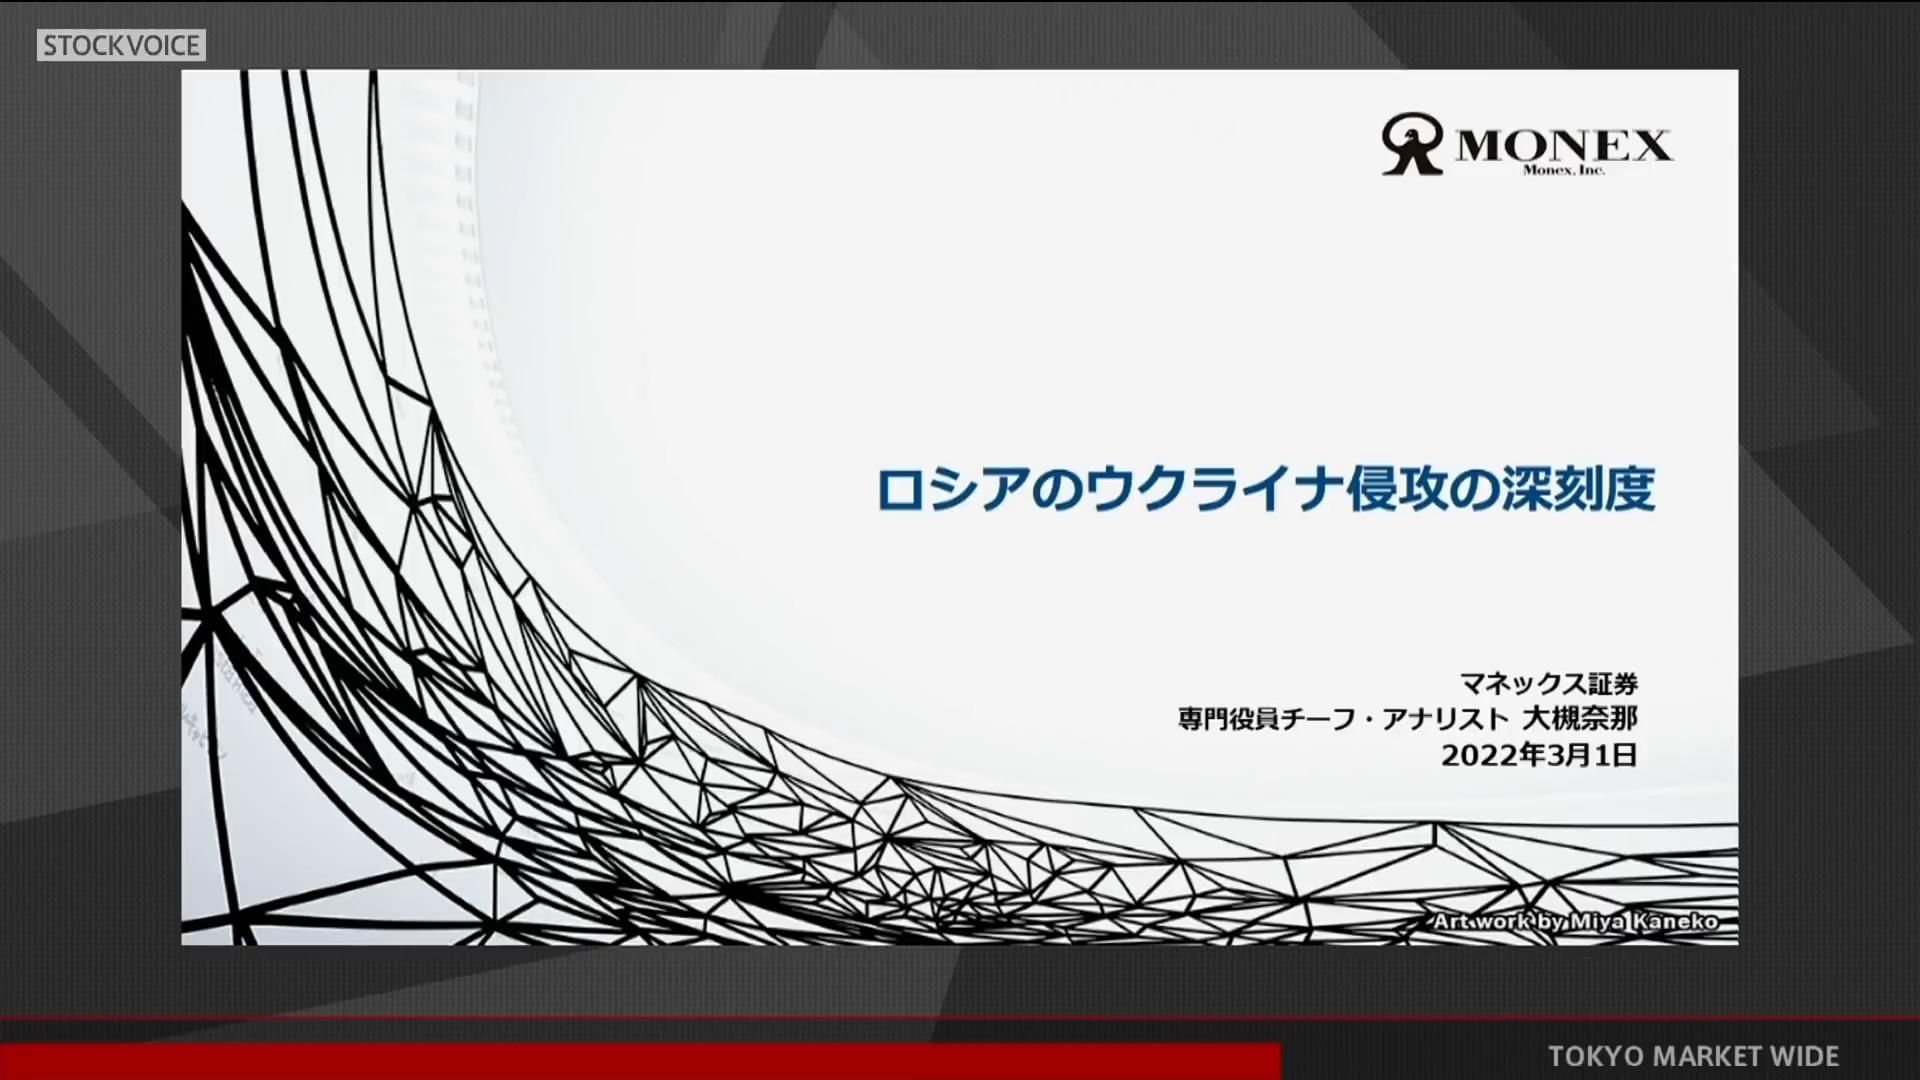 STOCKVOICE
MONEX
Monex, Inc.
ロシアのウクライナ侵攻の深刻度
マネックス証券
専門役員チーフ・アナリスト 大槻奈那
2022年3月1日
Art work by Miya Kaneko
TOKYO MARKET WIDE